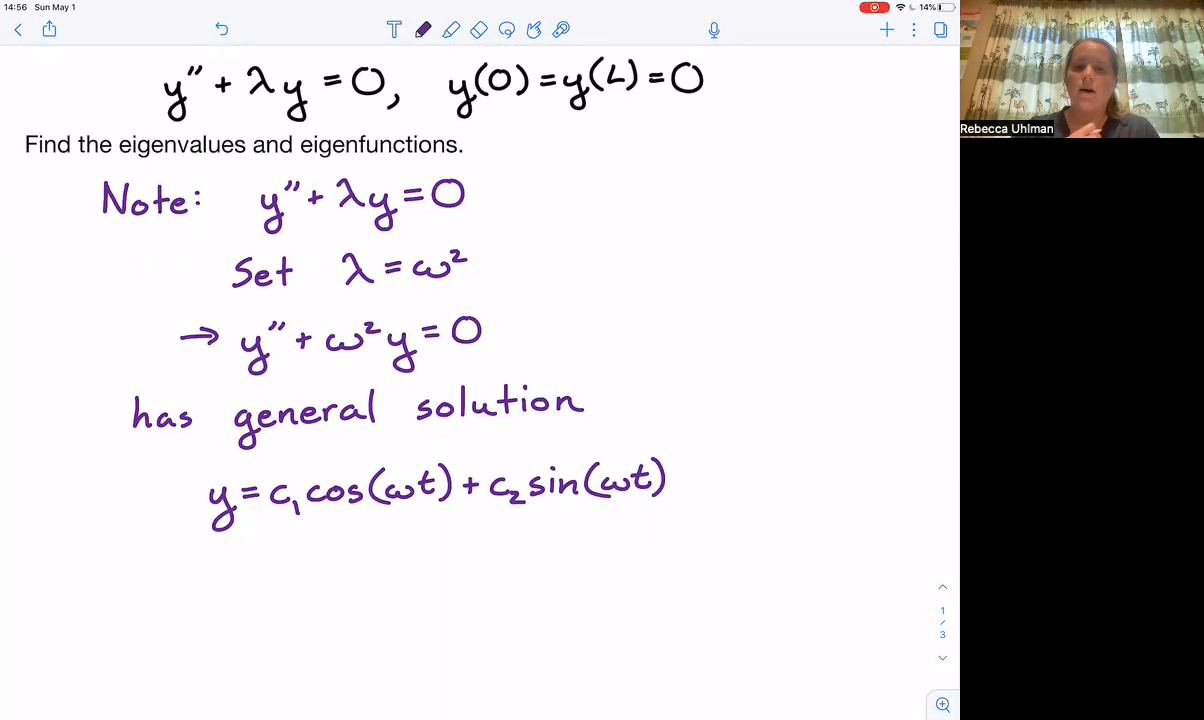 14:56 Sun May 1
14%
y'' + λy = 0, y(0) = y(L) = 0
Find the eigenvalues and eigenfunctions.
Note: y'' + λy = 0
Set λ = ω²
→ y'' + ω²y = 0
has general solution
y = c₁cos(ωt) + c₂sin(ωt)
1
/
3
Rebecca Uhlman